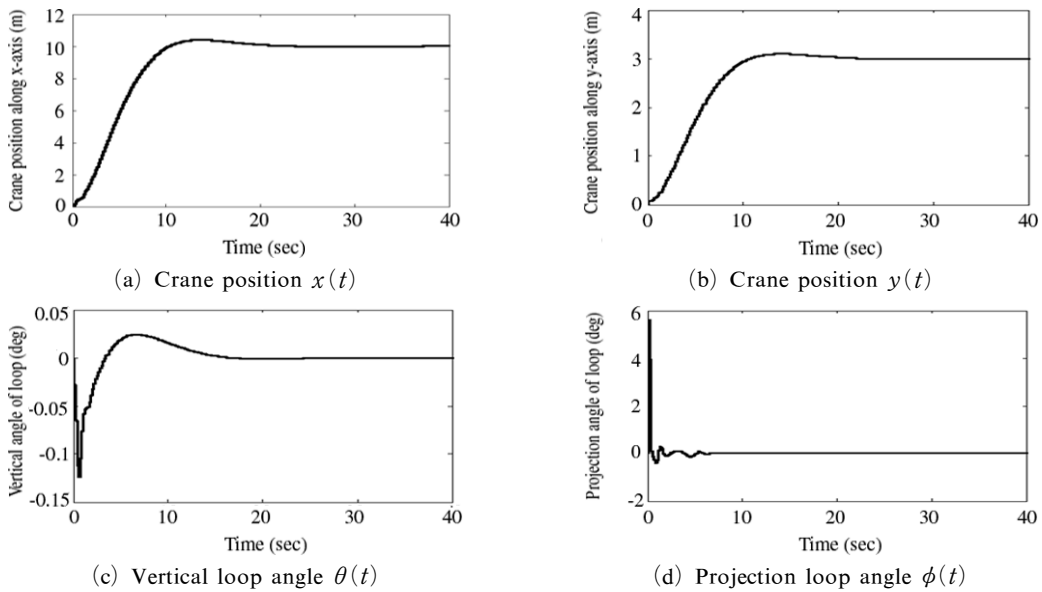 Crane position along x-axis (m)
12
10
8
6
4
2
0
0 10 20 30 40
Time (sec)
(a) Crane position x(t)
Crane position along y-axis (m)
4
3
2
1
0
0 10 20 30 40
Time (sec)
(b) Crane position y(t)
Vertical angle of loop (deg)
0.05
0
-0.05
-0.1
-0.15
0 10 20 30 40
Time (sec)
(c) Vertical loop angle θ(t)
Projection angle of loop (deg)
6
4
2
0
-2
0 10 20 30 40
Time (sec)
(d) Projection loop angle ϕ(t)